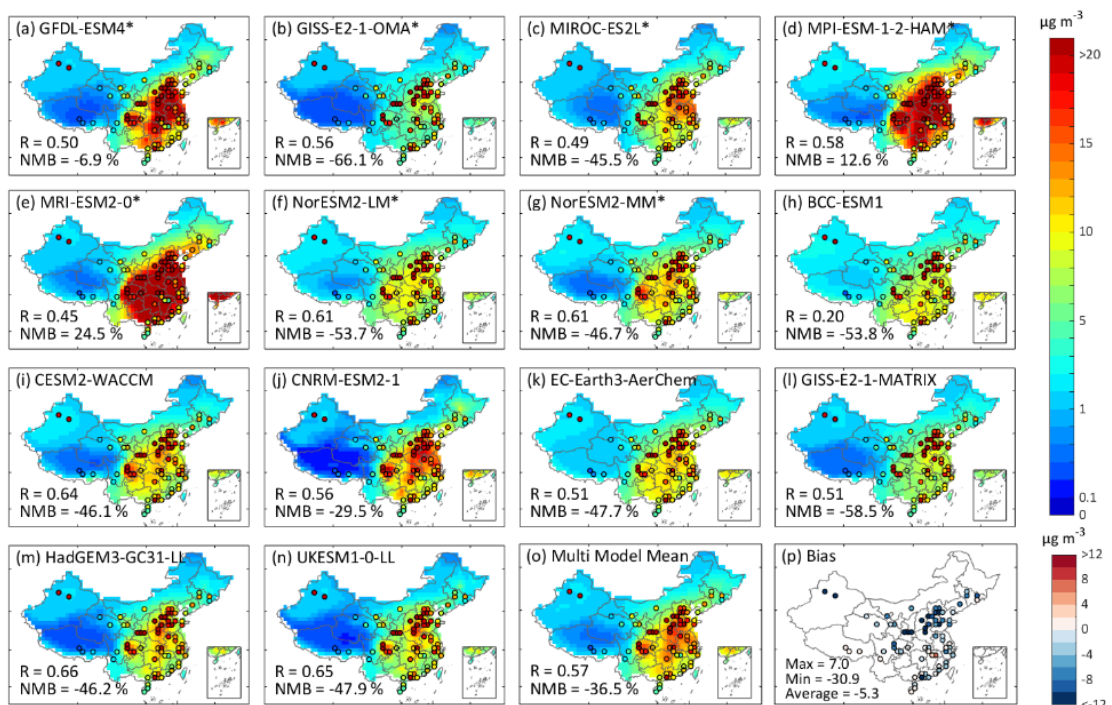 (a) GFDL-ESM4*
R = 0.50
NMB = -6.9 %
(b) GISS-E2-1-OMA*
R = 0.56
NMB = -66.1 %
(c) MIROC-ES2L*
R = 0.49
NMB = -45.5 %
(d) MPI-ESM-1-2-HAM*
R = 0.58
NMB = 12.6 %
µg m-3
>20
10
5
1
0.1
0
(e) MRI-ESM2-0*
R = 0.45
NMB = 24.5 %
(f) NorESM2-LM*
R = 0.61
NMB = -53.7 %
(g) NorESM2-MM*
R = 0.61
NMB = -46.7 %
(h) BCC-ESM1
R = 0.20
NMB = -53.8 %
(i) CESM2-WACCM
R = 0.64
NMB = -46.1 %
(j) CNRM-ESM2-1
R = 0.56
NMB = -29.5 %
(k) EC-Earth3-AerChem
R = 0.51
NMB = -47.7 %
(l) GISS-E2-1-MATRIX
R = 0.51
NMB = -58.5 %
(m) HadGEM3-GC31-LL
R = 0.66
NMB = -46.2 %
(n) UKESM1-0-LL
R = 0.65
NMB = -47.9 %
(o) Multi Model Mean
R = 0.57
NMB = -36.5 %
(p) Bias
Max = 7.0
Min = -30.9
Average = -5.3
µg m-3
>12
8
4
0
-4
-8
<-12